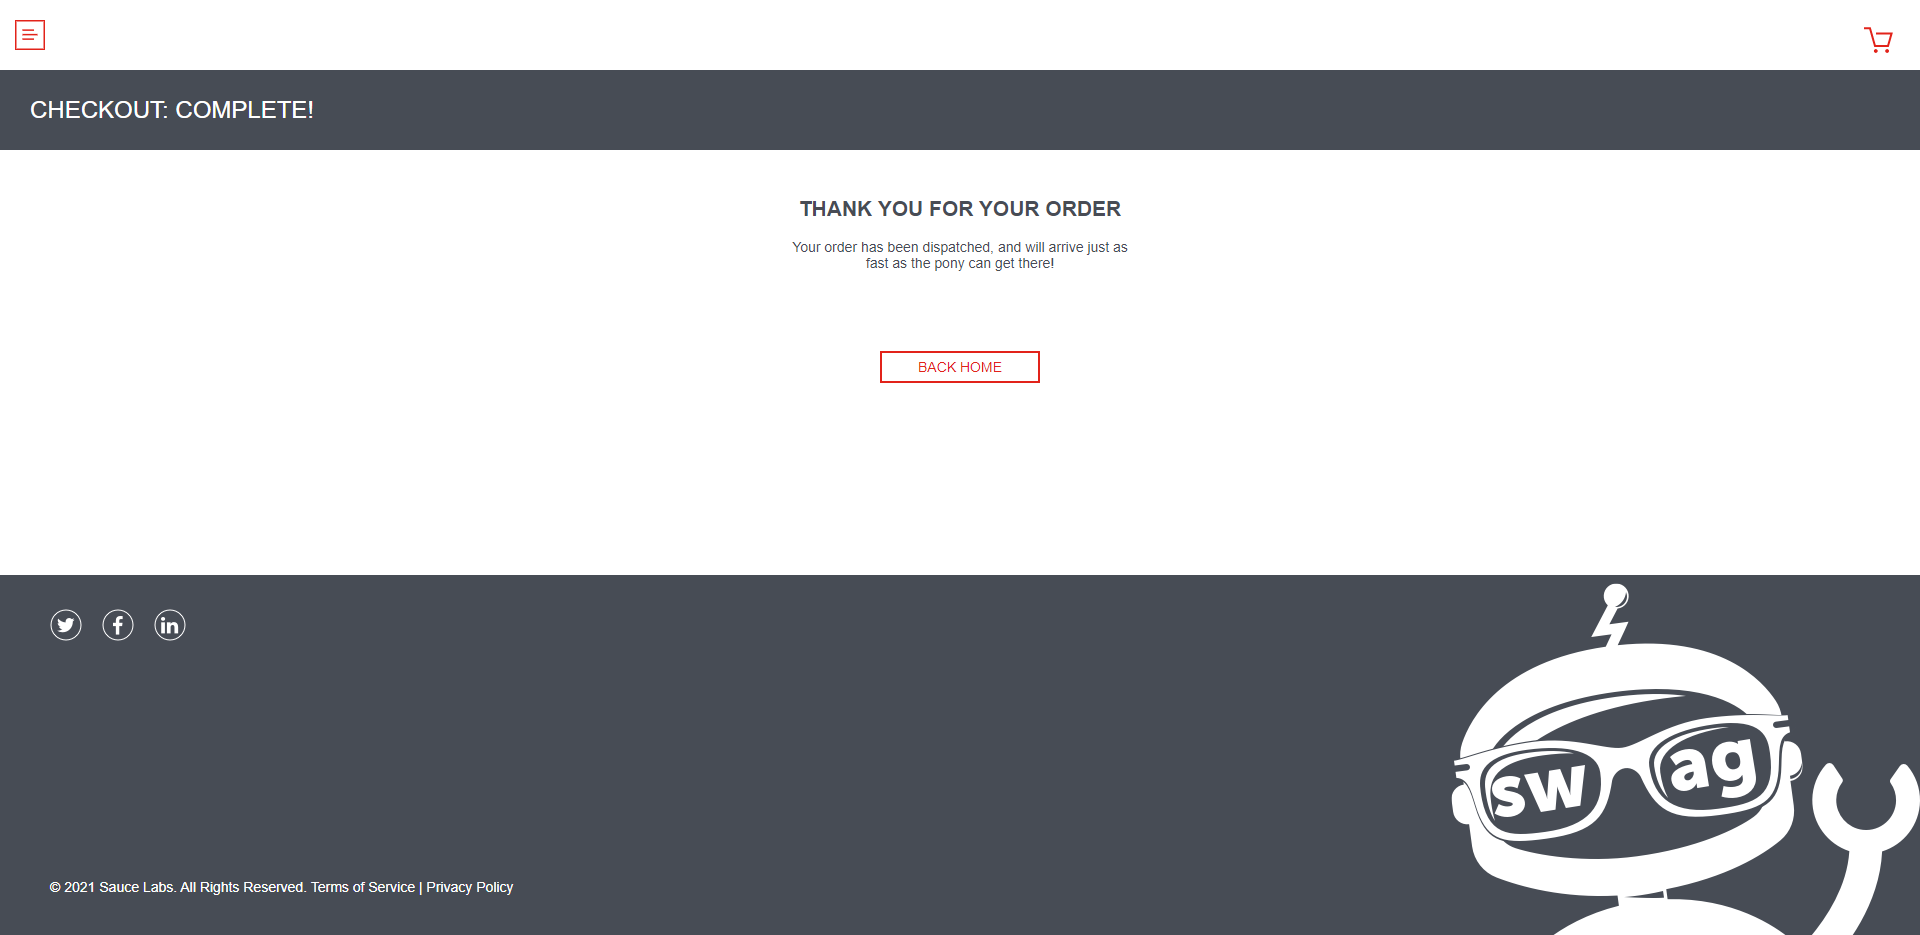 CHECKOUT: COMPLETE!
THANK YOU FOR YOUR ORDER
Your order has been dispatched, and will arrive just as
fast as the pony can get there!
BACK HOME
sw ag
© 2021 Sauce Labs. All Rights Reserved. Terms of Service | Privacy Policy